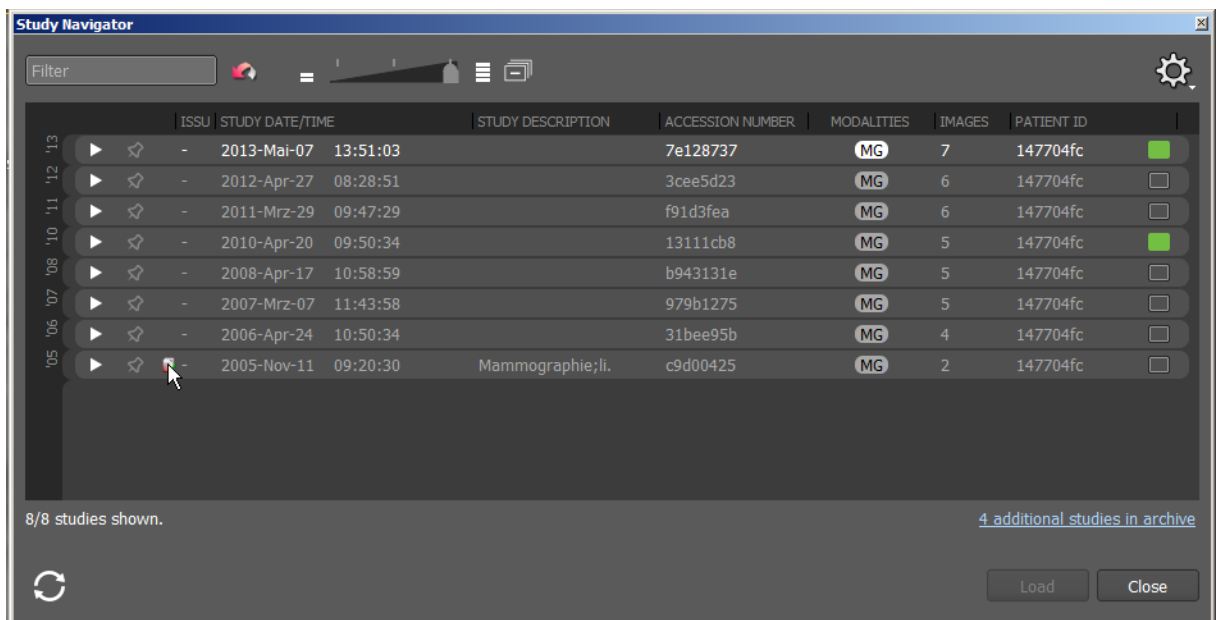 Study Navigator
Filter
ISSU STUDY DATE/TIME STUDY DESCRIPTION ACCESSION NUMBER MODALITIES IMAGES PATIENT ID
'13 - 2013-Mai-07 13:51:03 7e128737 MG 7 147704fc
'12 - 2012-Apr-27 08:28:51 3cee5d23 MG 6 147704fc
'11 - 2011-Mrz-29 09:47:29 f91d3fea MG 6 147704fc
'10 - 2010-Apr-20 09:50:34 13111cb8 MG 5 147704fc
'08 - 2008-Apr-17 10:58:59 b943131e MG 5 147704fc
'07 - 2007-Mrz-07 11:43:58 979b1275 MG 5 147704fc
'06 - 2006-Apr-24 10:50:34 31bee95b MG 4 147704fc
'05 - 2005-Nov-11 09:20:30 Mammographie;li. c9d00425 MG 2 147704fc
8/8 studies shown. 4 additional studies in archive
Load Close